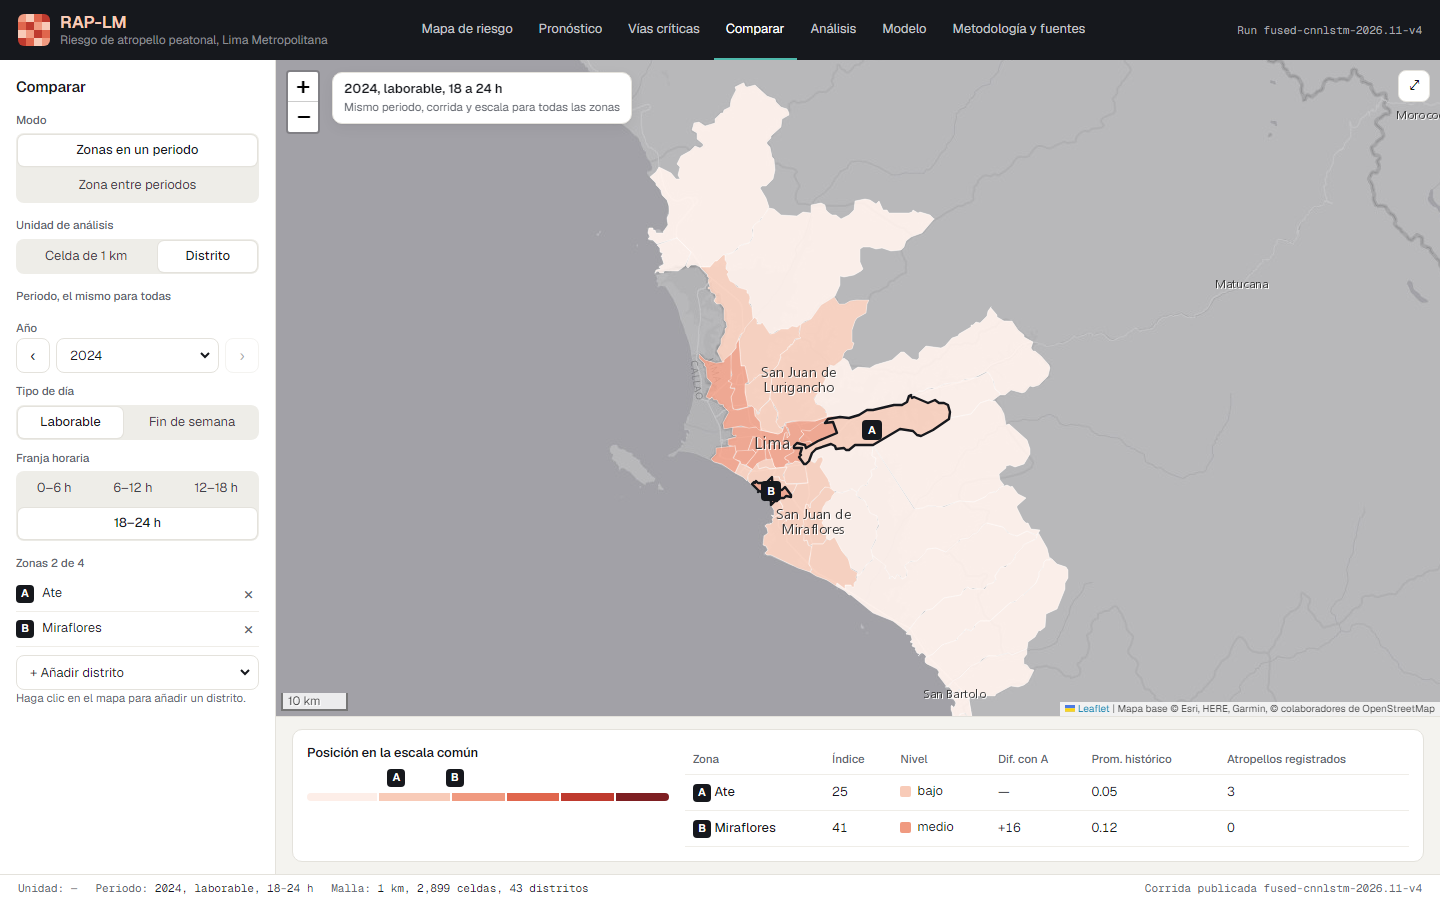 RAP-LM
Riesgo de atropello peatonal, Lima Metropolitana
Mapa de riesgo
Pronóstico
Vías críticas
Comparar
Análisis
Modelo
Metodología y fuentes
Run fused-cnnlstm-2026.11-v4
Comparar
Modo
Zonas en un periodo
Zona entre periodos
Unidad de análisis
Celda de 1 km
Distrito
Periodo, el mismo para todas
Año
‹
2024
›
Tipo de día
Laborable
Fin de semana
Franja horaria
0–6 h
6–12 h
12–18 h
18–24 h
Zonas 2 de 4
A Ate ×
B Miraflores ×
+ Añadir distrito
Haga clic en el mapa para añadir un distrito.
+
−
2024, laborable, 18 a 24 h
Mismo periodo, corrida y escala para todas las zonas
Moroco
Matucana
San Juan de
Lurigancho
CALLAO
Lima
A
B
San Juan de
Miraflores
San Bartolo
10 km
Leaflet | Mapa base © Esri, HERE, Garmin, © colaboradores de OpenStreetMap
Posición en la escala común
A
B
Zona Índice Nivel Dif. con A Prom. histórico Atropellos registrados
A Ate 25 bajo — 0.05 3
B Miraflores 41 medio +16 0.12 0
Unidad: — Periodo: 2024, laborable, 18–24 h Malla: 1 km, 2,899 celdas, 43 distritos
Corrida publicada fused-cnnlstm-2026.11-v4